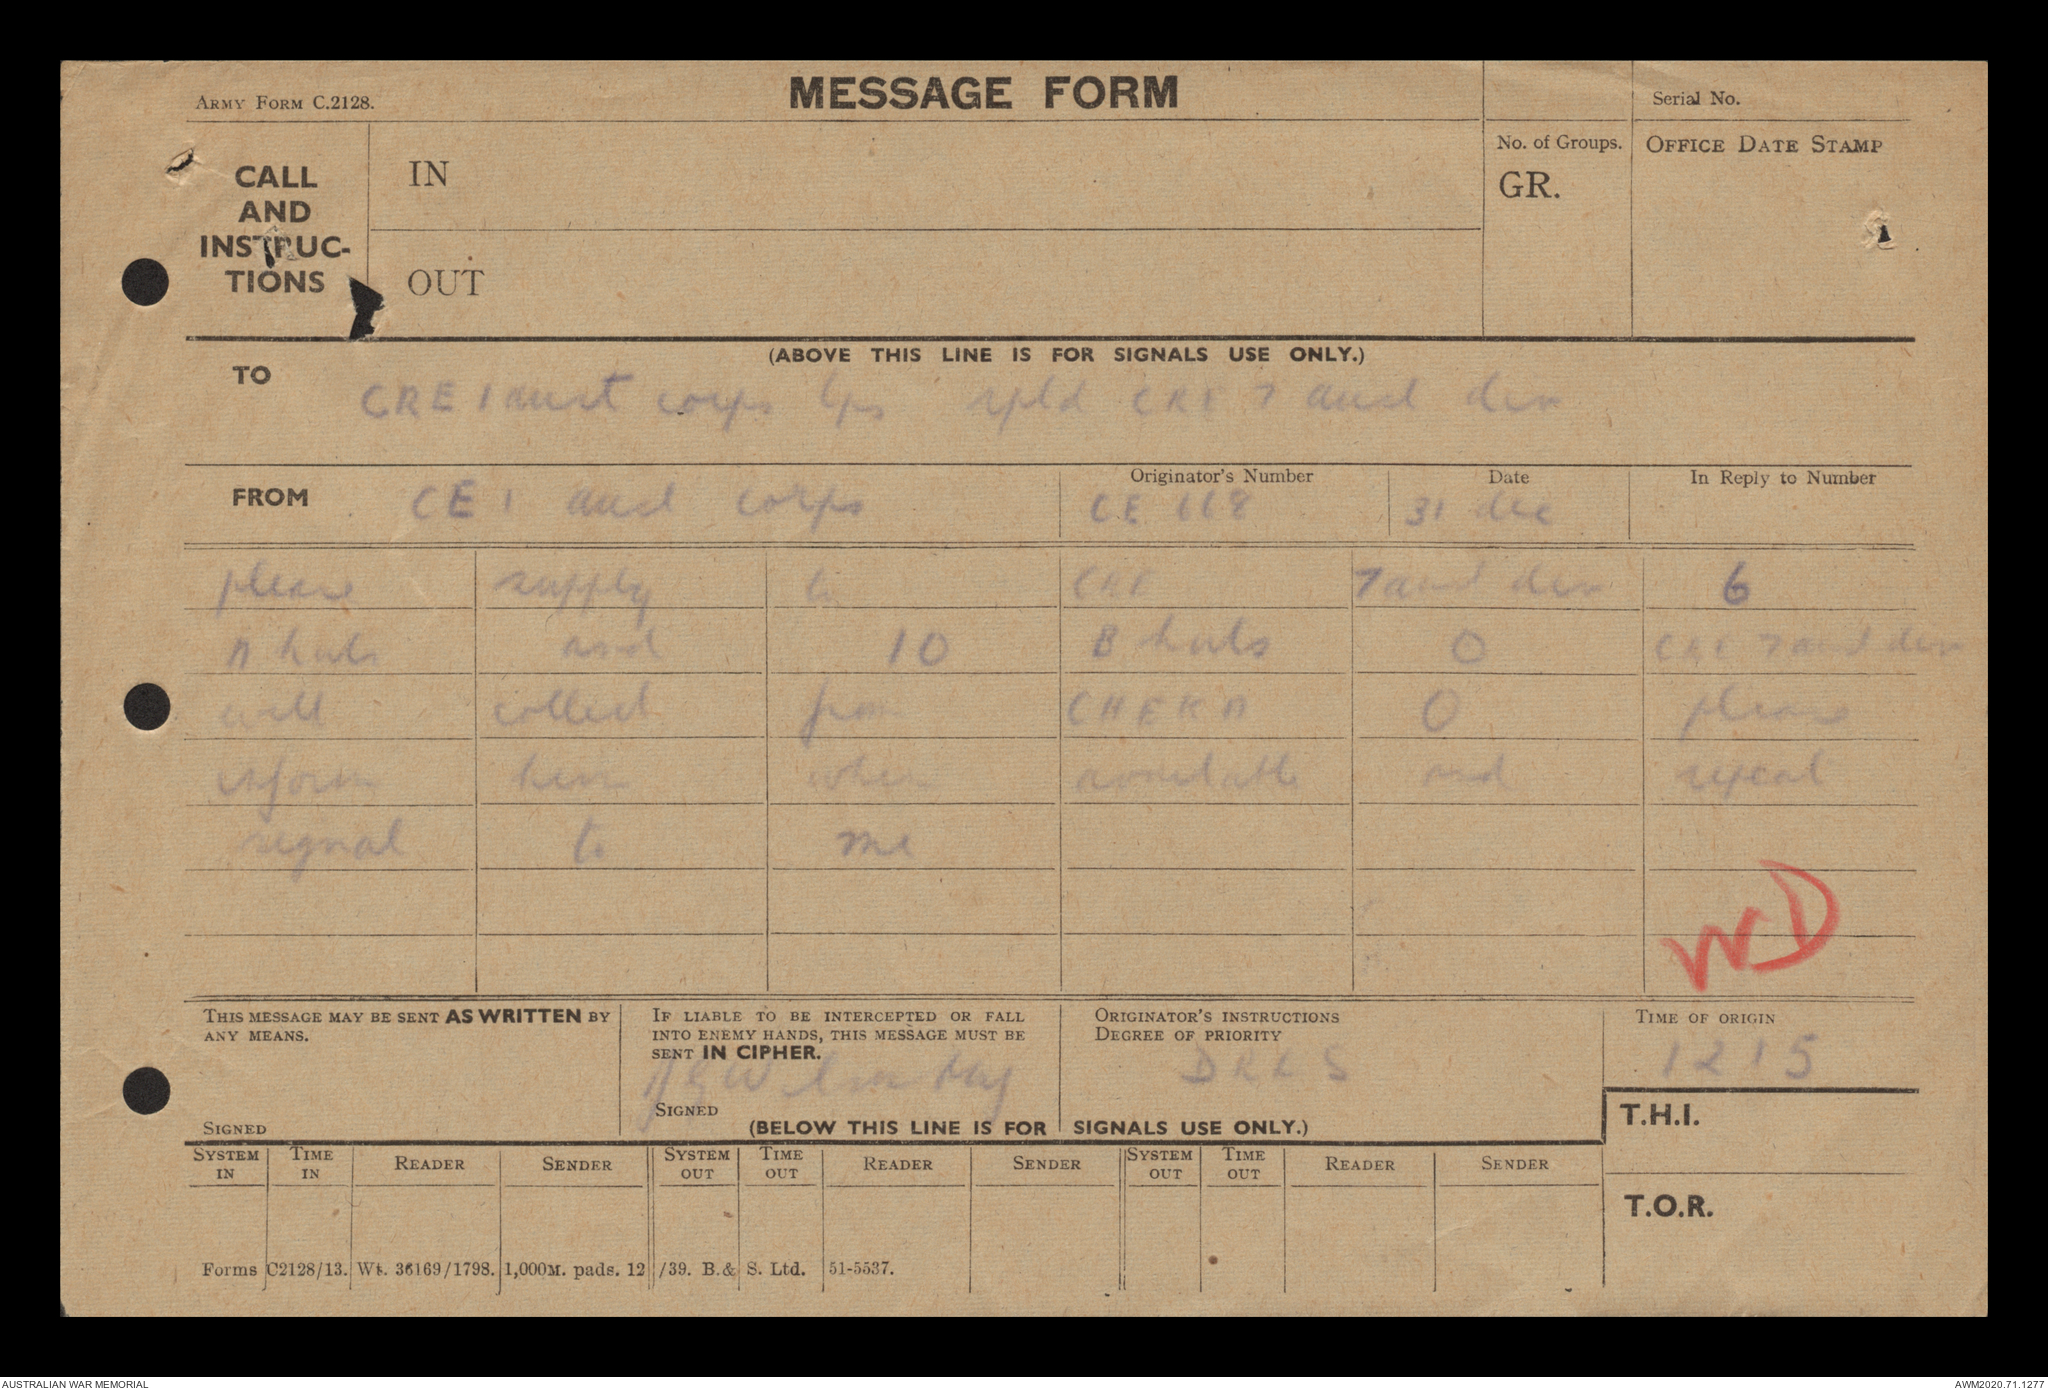 ARMY FORM C.2128.
MESSAGE FORM
Serial No.
CALL AND INSTRUC-TIONS
IN
OUT
No. of Groups.
GR.
OFFICE DATE STAMP
(ABOVE THIS LINE IS FOR SIGNALS USE ONLY.)
TO CRE 1 aust corps tps rptd CRE 7 aust div
FROM CE 1 aust corps
Originator's Number CE 668
Date 31 dec
In Reply to Number
please supply to CRE 7 aust div 6
A huts and 10 B huts O CRE 7 aust div
will collect from CHEKA O please
inform him when available and repeat
signal to me
WD
THIS MESSAGE MAY BE SENT AS WRITTEN BY ANY MEANS.
SIGNED
IF LIABLE TO BE INTERCEPTED OR FALL INTO ENEMY HANDS, THIS MESSAGE MUST BE SENT IN CIPHER.
Wilson Maj
SIGNED
ORIGINATOR'S INSTRUCTIONS
DEGREE OF PRIORITY
DRLS
TIME OF ORIGIN
1215
T.H.I.
T.O.R.
(BELOW THIS LINE IS FOR SIGNALS USE ONLY.)
SYSTEM IN TIME IN READER SENDER SYSTEM OUT TIME OUT READER SENDER SYSTEM OUT TIME OUT READER SENDER
Forms C2128/13. Wt. 36169/1798. 1,000M. pads. 12/39. B. & S. Ltd. 51-5537.
AUSTRALIAN WAR MEMORIAL
AWM2020.71.1277